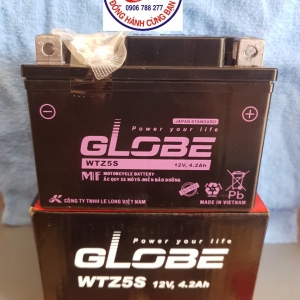 0906 788 277
ĐỒNG HÀNH CÙNG BẠN
JAPAN STANDARD
Power your life
GLOBE
WTZ5S
12V, 4.2Ah
MF MOTORCYCLE BATTERY
ẮC QUY XE MÔTÔ MIỄN BẢO DƯỠNG
Pb
CÔNG TY TNHH LE LONG VIỆT NAM
MADE IN VIETNAM
Power your life
GLOBE
WTZ5S 12V, 4.2Ah